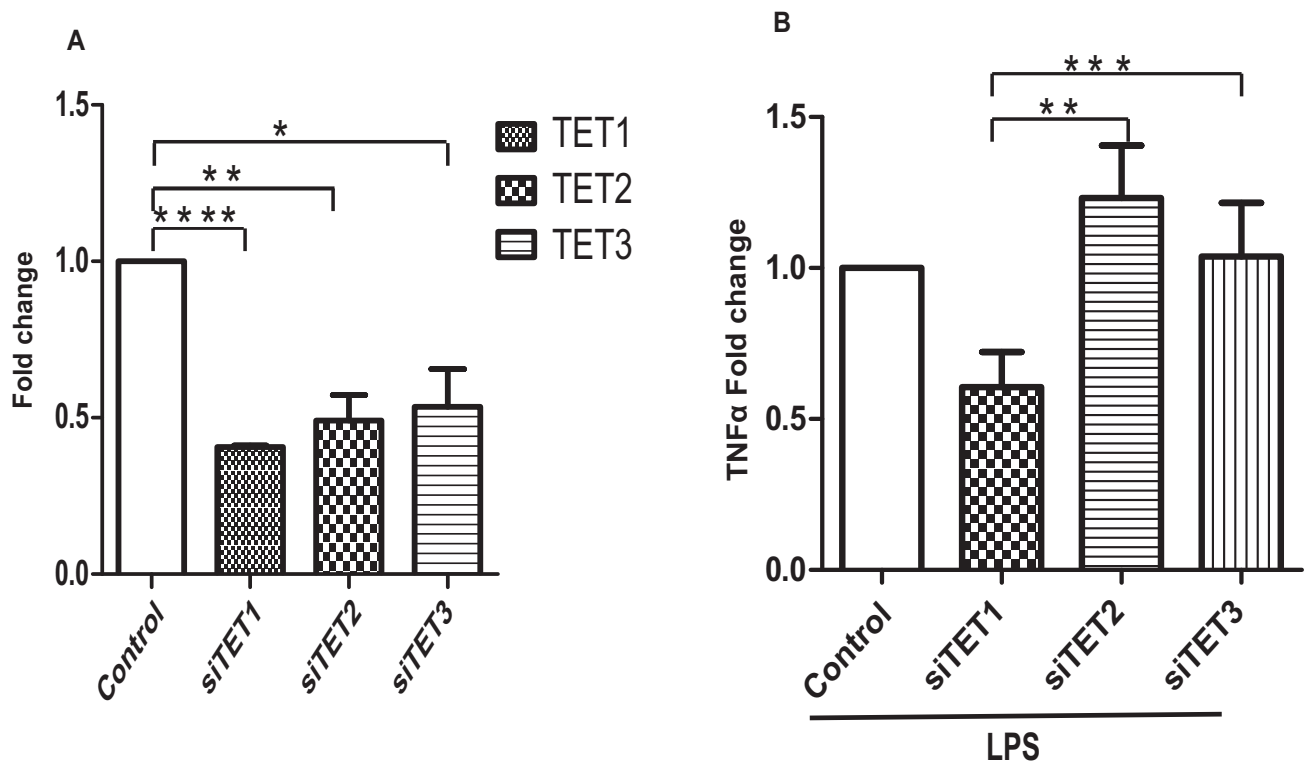 A
Fold change
1.5
1.0
0.5
0.0
*
**
****
TET1
TET2
TET3
Control
siTET1
siTET2
siTET3
B
TNFα Fold change
1.5
1.0
0.5
0.0
***
**
Control
siTET1
siTET2
siTET3
LPS